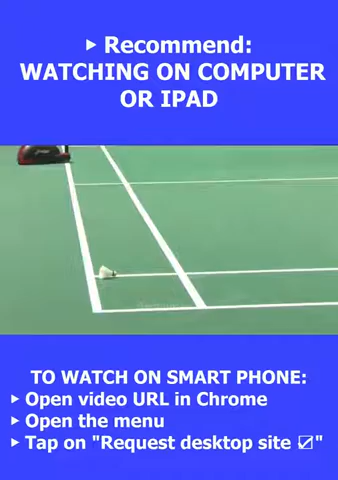 ▶ Recommend:
WATCHING ON COMPUTER
OR IPAD
TO WATCH ON SMART PHONE:
▶ Open video URL in Chrome
▶ Open the menu
▶ Tap on "Request desktop site ☑"